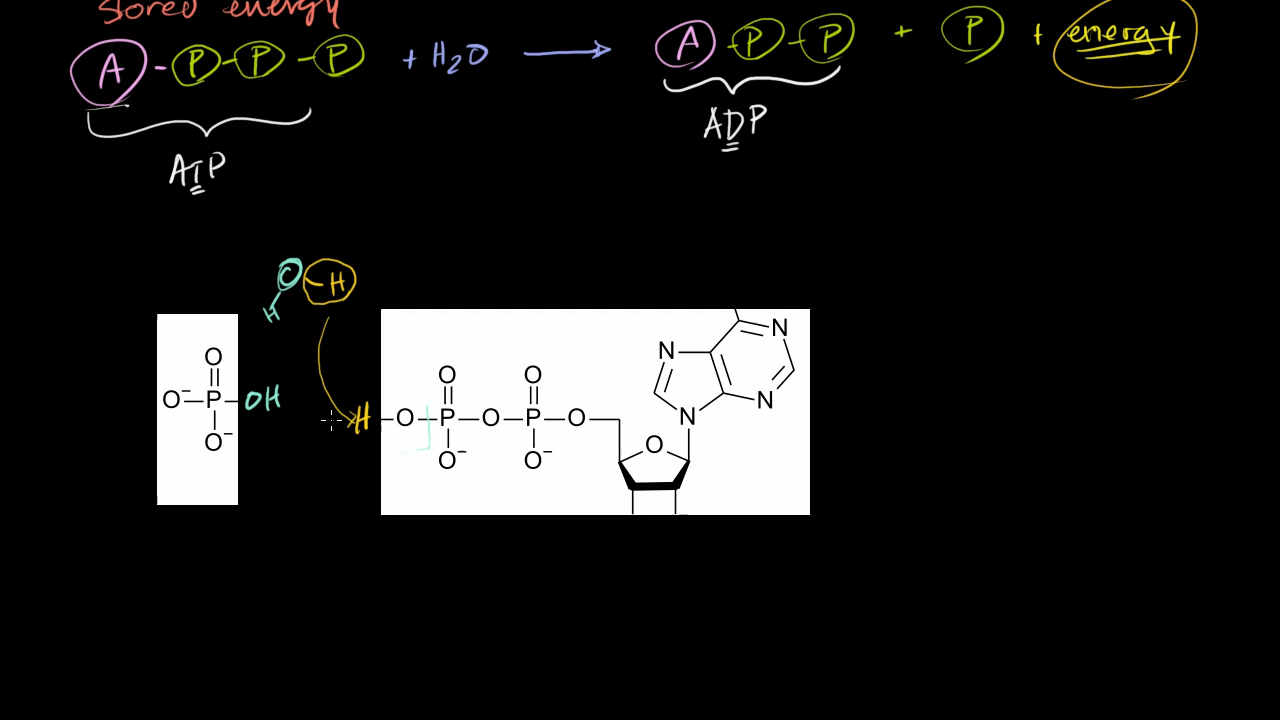 stored energy
A - P - P - P + H₂O → A - P - P + P + energy
ATP
ADP
O - H
H
O
O⁻ - P - OH
O⁻
H - O - P - O - P - O
O O
O⁻ O⁻
N N
N N
O